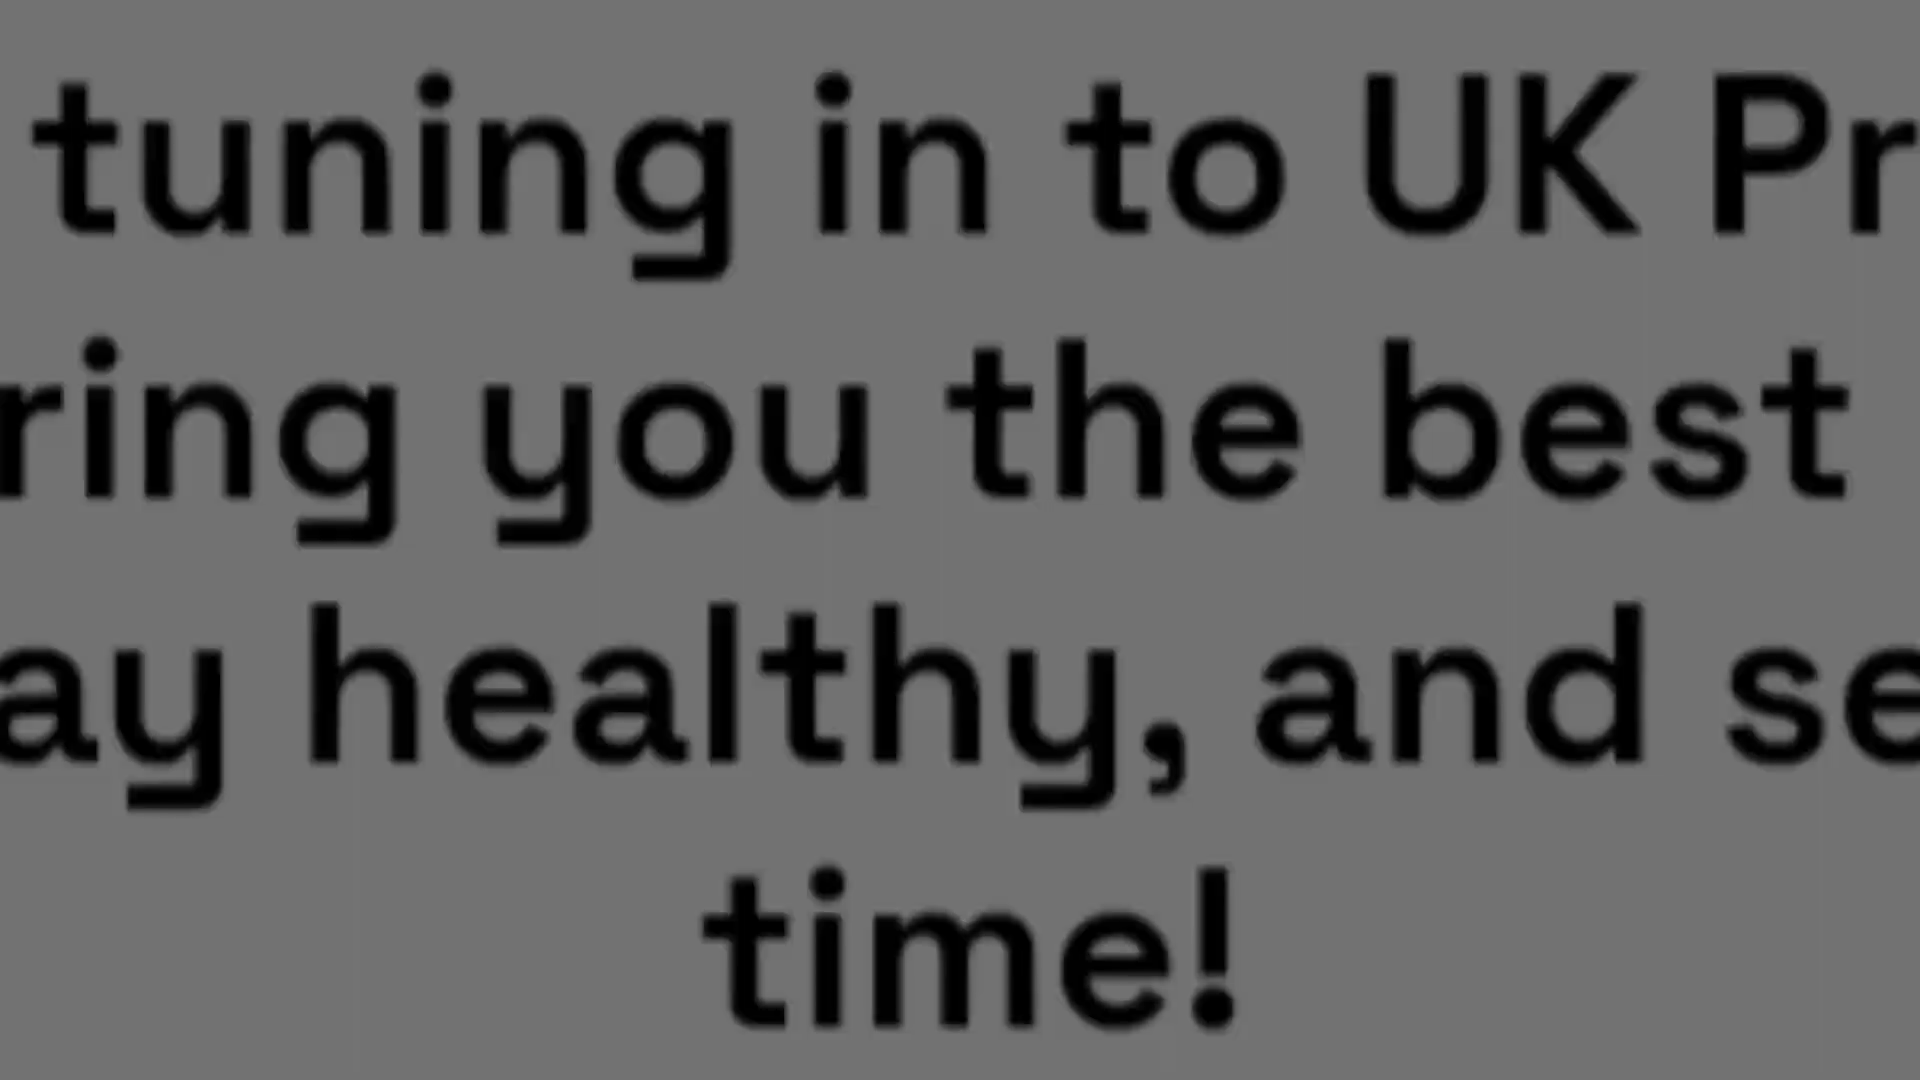 tuning in to UK Pr
ring you the best
ay healthy, and se
time!